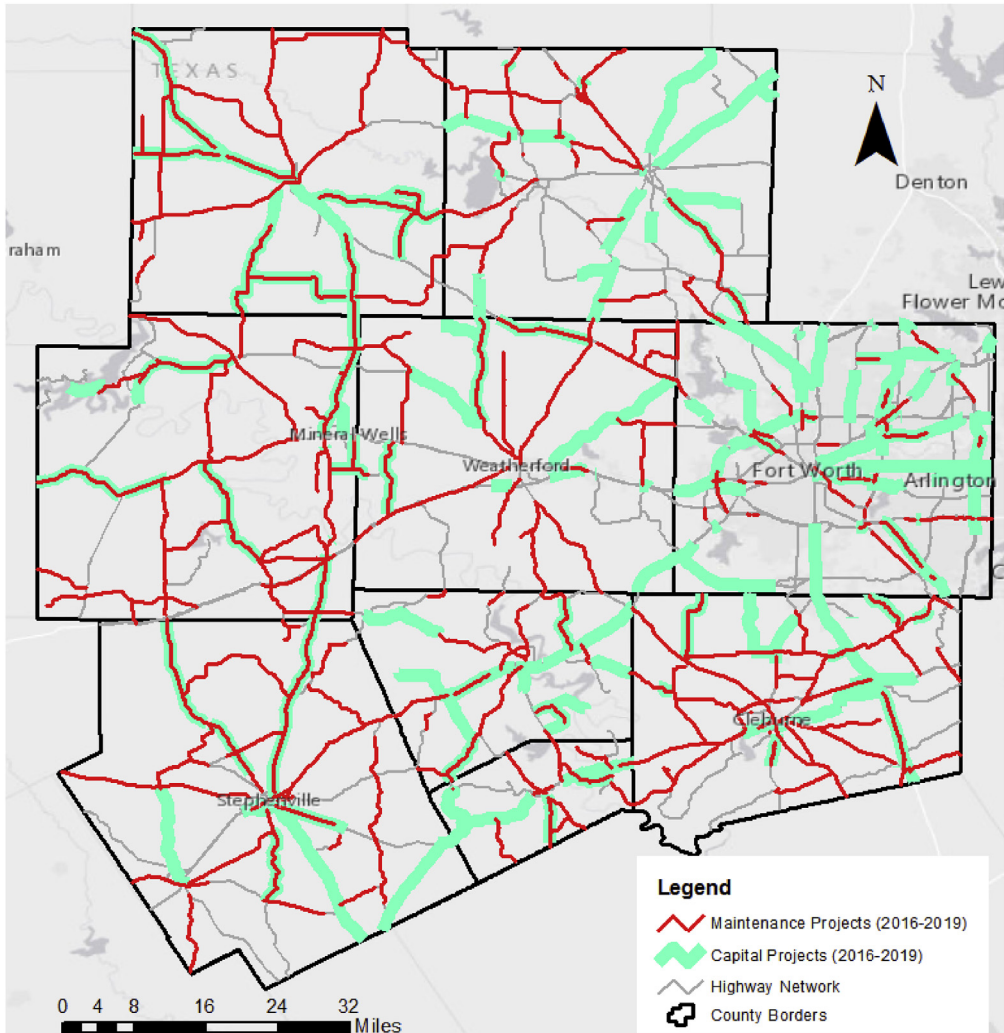 TEXAS
N
Denton
raham
Lew
Flower Mo
Mineral Wells
Weatherford
Fort Worth
Arlington
Cleburne
Stephenville
Legend
Maintenance Projects (2016-2019)
Capital Projects (2016-2019)
Highway Network
County Borders
0 4 8 16 24 32
Miles